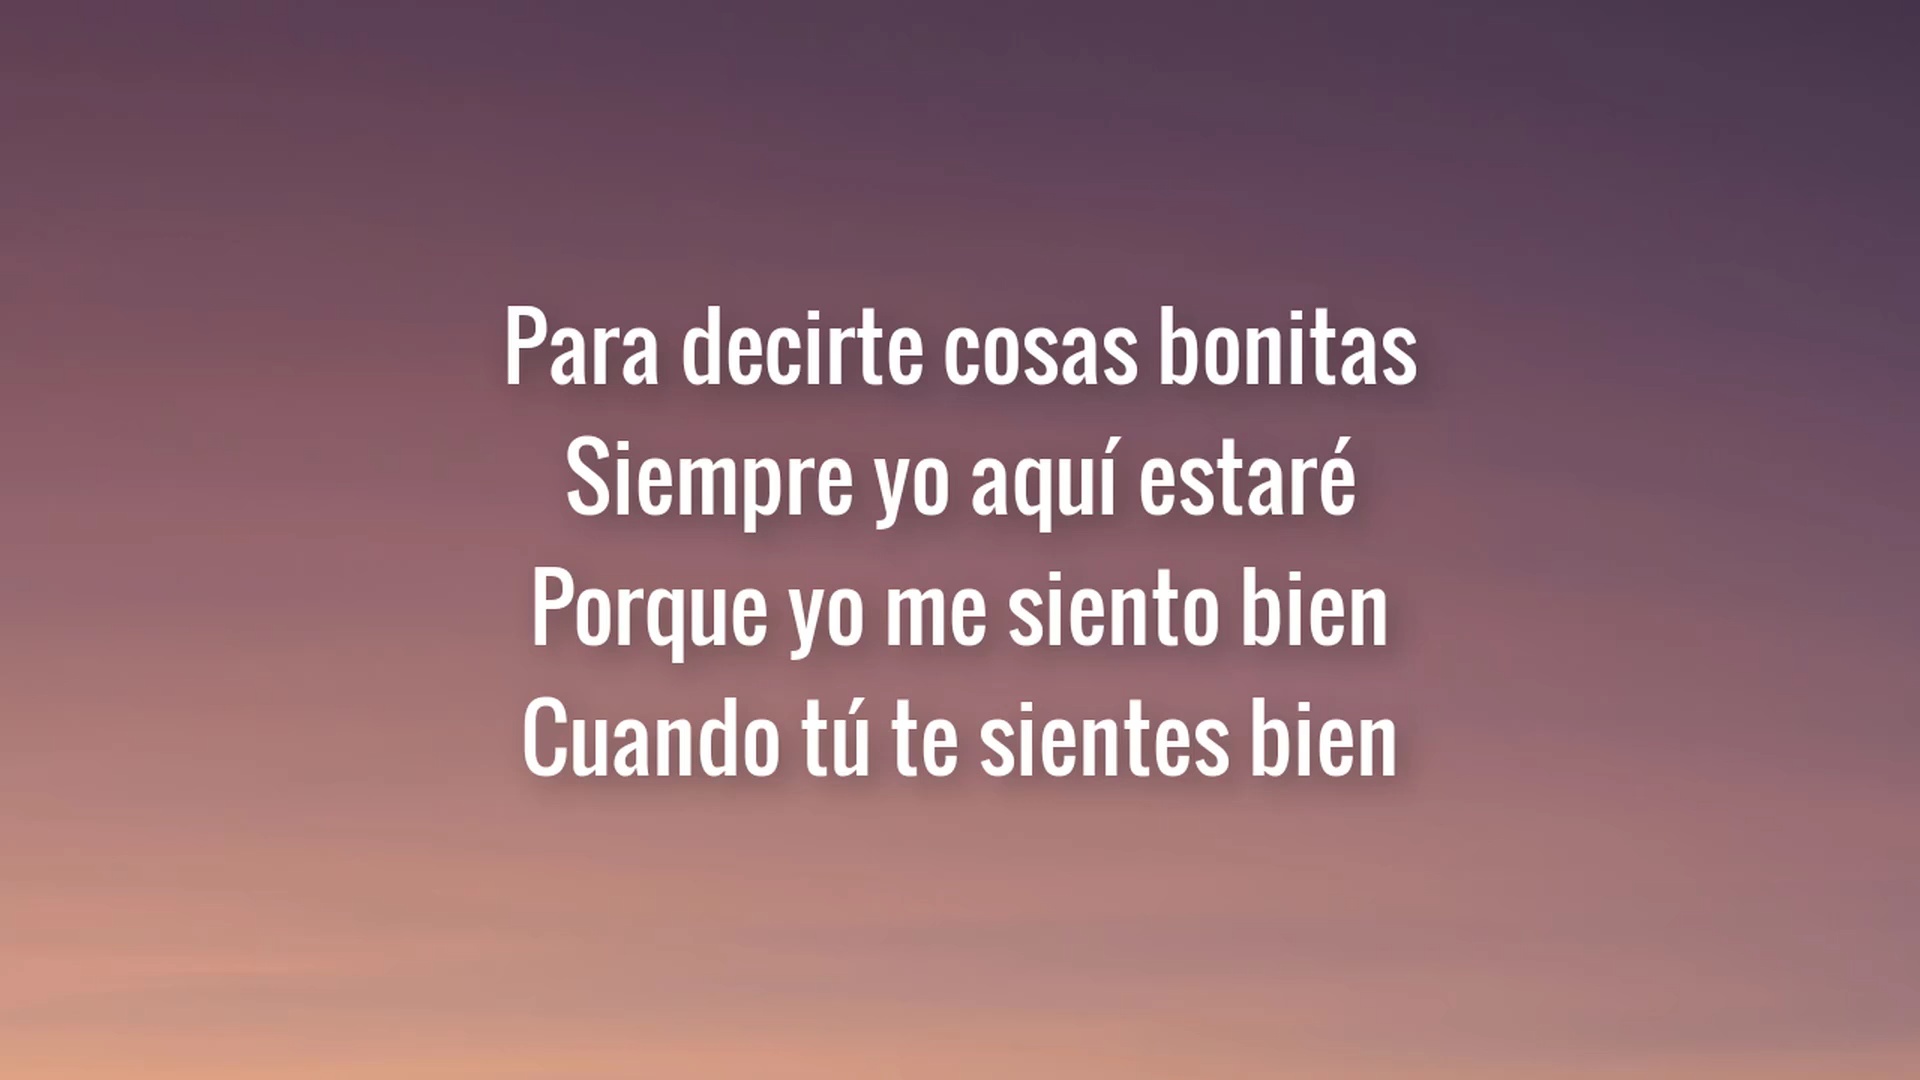 Para decirte cosas bonitas
Siempre yo aquí estaré
Porque yo me siento bien
Cuando tú te sientes bien